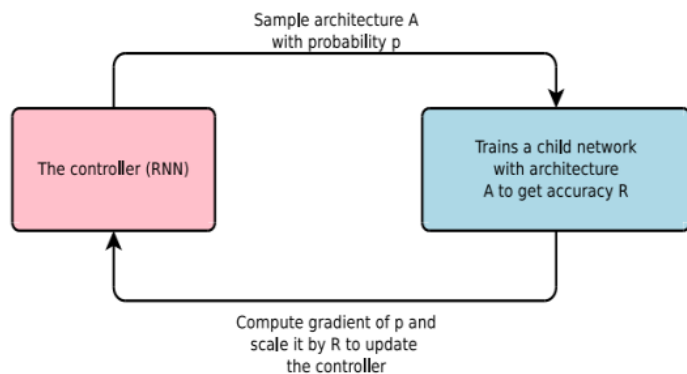 Sample architecture A
with probability p
The controller (RNN)
Trains a child network
with architecture
A to get accuracy R
Compute gradient of p and
scale it by R to update
the controller